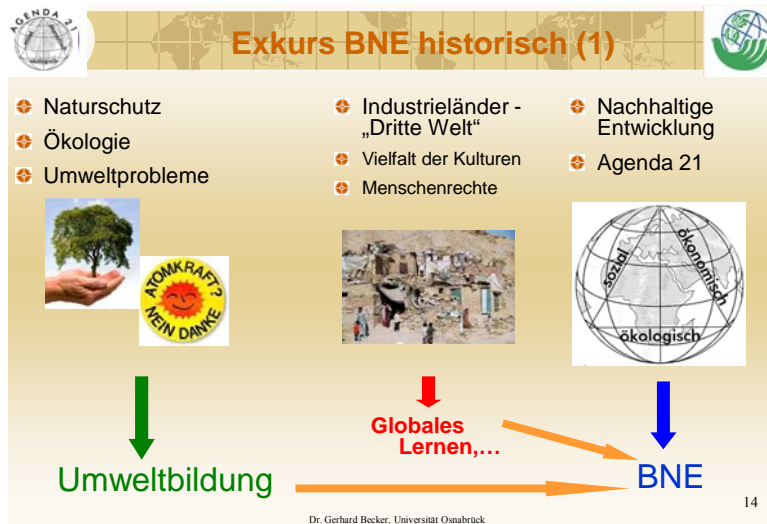 AGENDA 21
ökologisch
Exkurs BNE historisch (1)
Naturschutz
Ökologie
Umweltprobleme
ATOMKRAFT?
NEIN DANKE
Industrieländer -
„Dritte Welt“
Vielfalt der Kulturen
Menschenrechte
Nachhaltige
Entwicklung
Agenda 21
sozial
ökonomisch
ökologisch
Globales
Lernen,…
Umweltbildung
BNE
14
Dr. Gerhard Becker, Universität Osnabrück